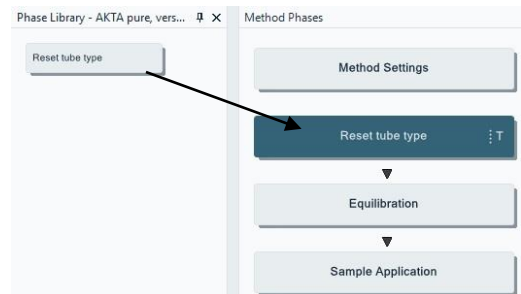 Phase Library - AKTA pure, vers...
Method Phases
Reset tube type
Method Settings
Reset tube type
T
Equilibration
Sample Application